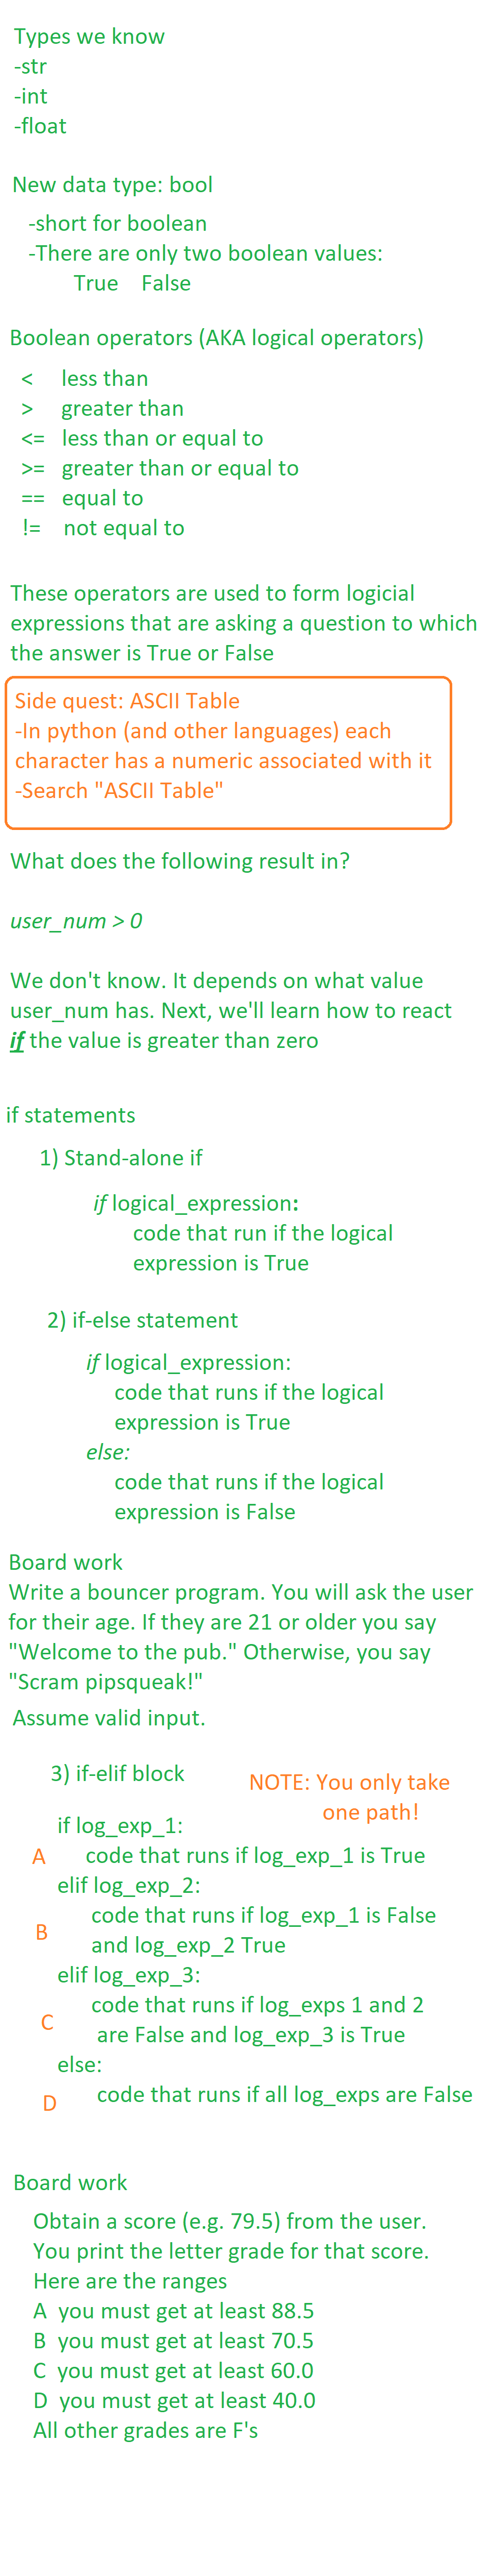 Types we know
-str
-int
-float
New data type: bool
-short for boolean
-There are only two boolean values:
True False
Boolean operators (AKA logical operators)
< less than
> greater than
<= less than or equal to
>= greater than or equal to
== equal to
!= not equal to
These operators are used to form logicial
expressions that are asking a question to which
the answer is True or False
Side quest: ASCII Table
-In python (and other languages) each
character has a numeric associated with it
-Search "ASCII Table"
What does the following result in?
user_num > 0
We don't know. It depends on what value
user_num has. Next, we'll learn how to react
if the value is greater than zero
if statements
1) Stand-alone if
if logical_expression:
code that run if the logical
expression is True
2) if-else statement
if logical_expression:
code that runs if the logical
expression is True
else:
code that runs if the logical
expression is False
Board work
Write a bouncer program. You will ask the user
for their age. If they are 21 or older you say
"Welcome to the pub." Otherwise, you say
"Scram pipsqueak!"
Assume valid input.
3) if-elif block
NOTE: You only take
one path!
if log_exp_1:
A code that runs if log_exp_1 is True
elif log_exp_2:
code that runs if log_exp_1 is False
B
and log_exp_2 True
elif log_exp_3:
code that runs if log_exps 1 and 2
C
are False and log_exp_3 is True
else:
D code that runs if all log_exps are False
Board work
Obtain a score (e.g. 79.5) from the user.
You print the letter grade for that score.
Here are the ranges
A you must get at least 88.5
B you must get at least 70.5
C you must get at least 60.0
D you must get at least 40.0
All other grades are F's